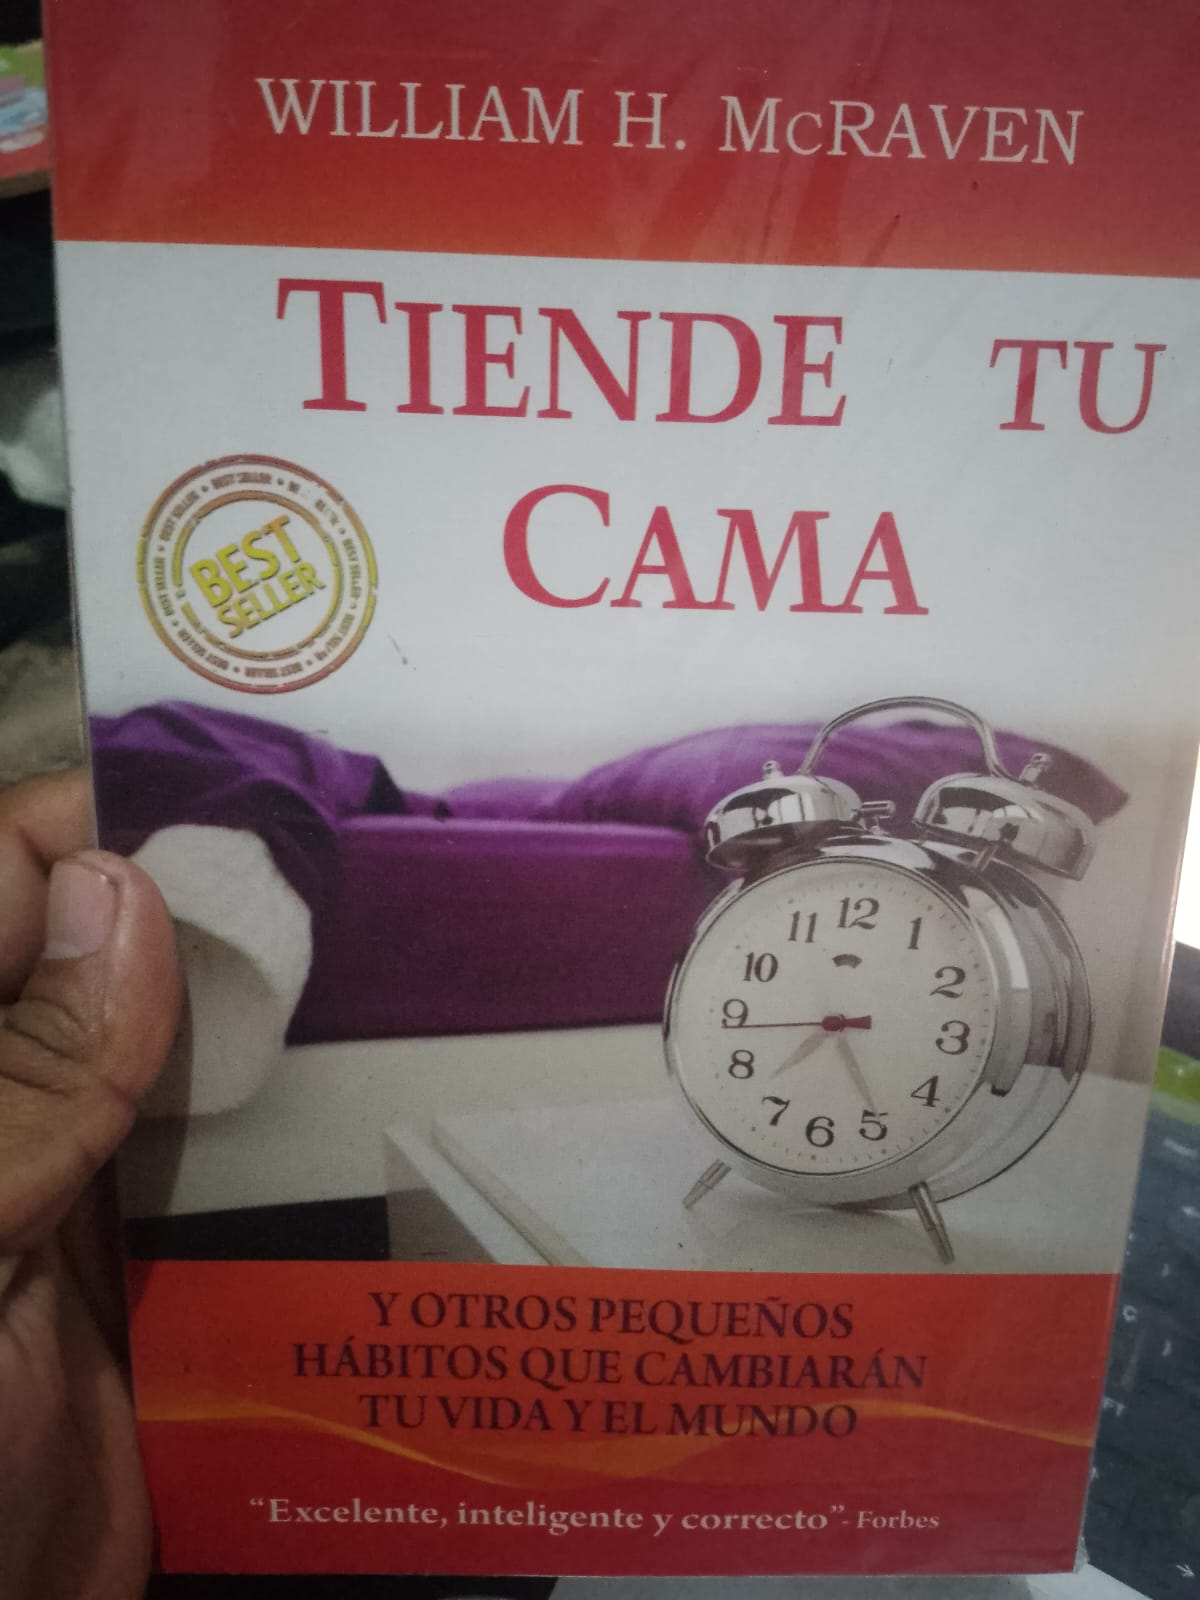 WILLIAM H. McRAVEN
TIENDE TU
CAMA
BEST
SELLER
12
11 1
10 2
9 3
8 4
7 5
6
Y OTROS PEQUEÑOS
HÁBITOS QUE CAMBIARÁN
TU VIDA Y EL MUNDO
“Excelente, inteligente y correcto”- Forbes